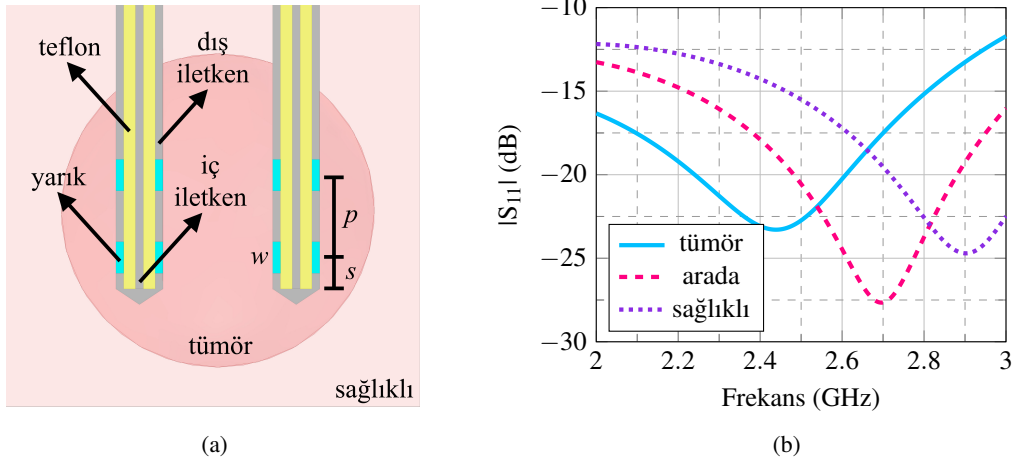 teflon
dış
iletken
yarık
iç
iletken
p
w
s
tümör
sağlıklı
(a)
−10
−15
−20
−25
−30
|S11| (dB)
tümör
arada
sağlıklı
2
2.2
2.4
2.6
2.8
3
Frekans (GHz)
(b)